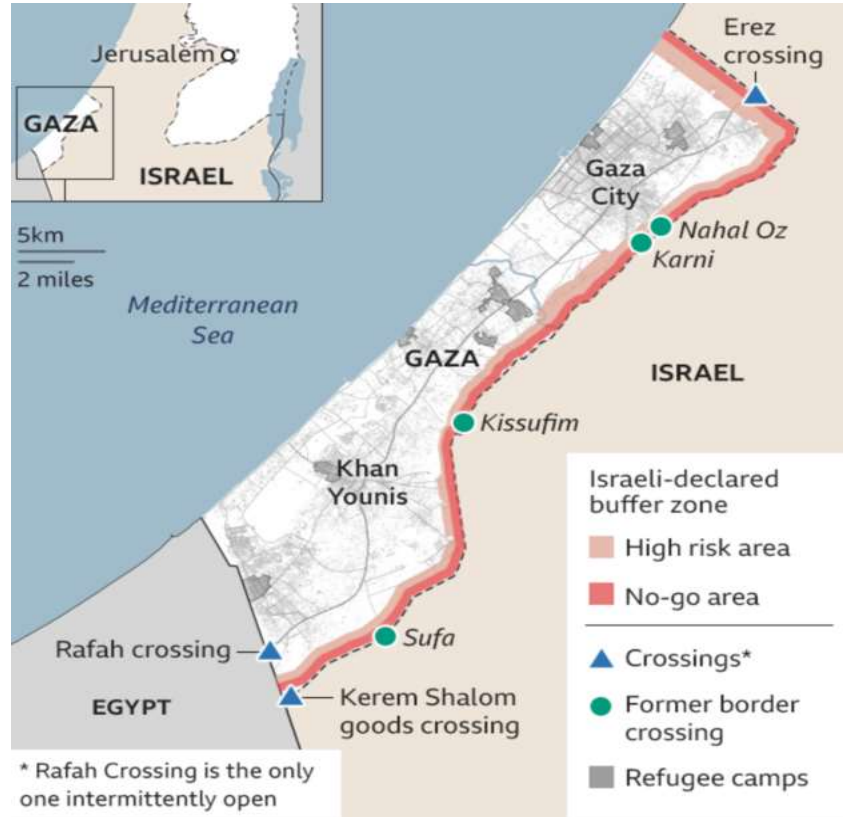 Jerusalem
GAZA
ISRAEL
5km
2 miles
Mediterranean
Sea
Erez
crossing
Gaza
City
Nahal Oz
Karni
GAZA
ISRAEL
Kissufim
Khan
Younis
Rafah crossing
Sufa
EGYPT
Kerem Shalom
goods crossing
* Rafah Crossing is the only
one intermittently open
Israeli-declared
buffer zone
High risk area
No-go area
Crossings*
Former border
crossing
Refugee camps